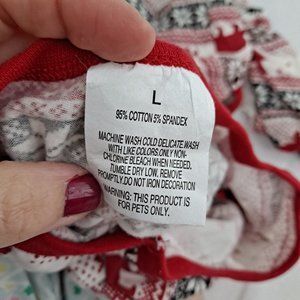 L
95% COTTON 5% SPANDEX
MACHINE WASH COLD DELICATE WASH
WITH LIKE COLORS.ONLY NON-
CHLORINE BLEACH WHEN NEEDED.
TUMBLE DRY LOW. REMOVE
PROMPTLY.DO NOT IRON DECORATION
WARNING: THIS PRODUCT IS
FOR PETS ONLY.